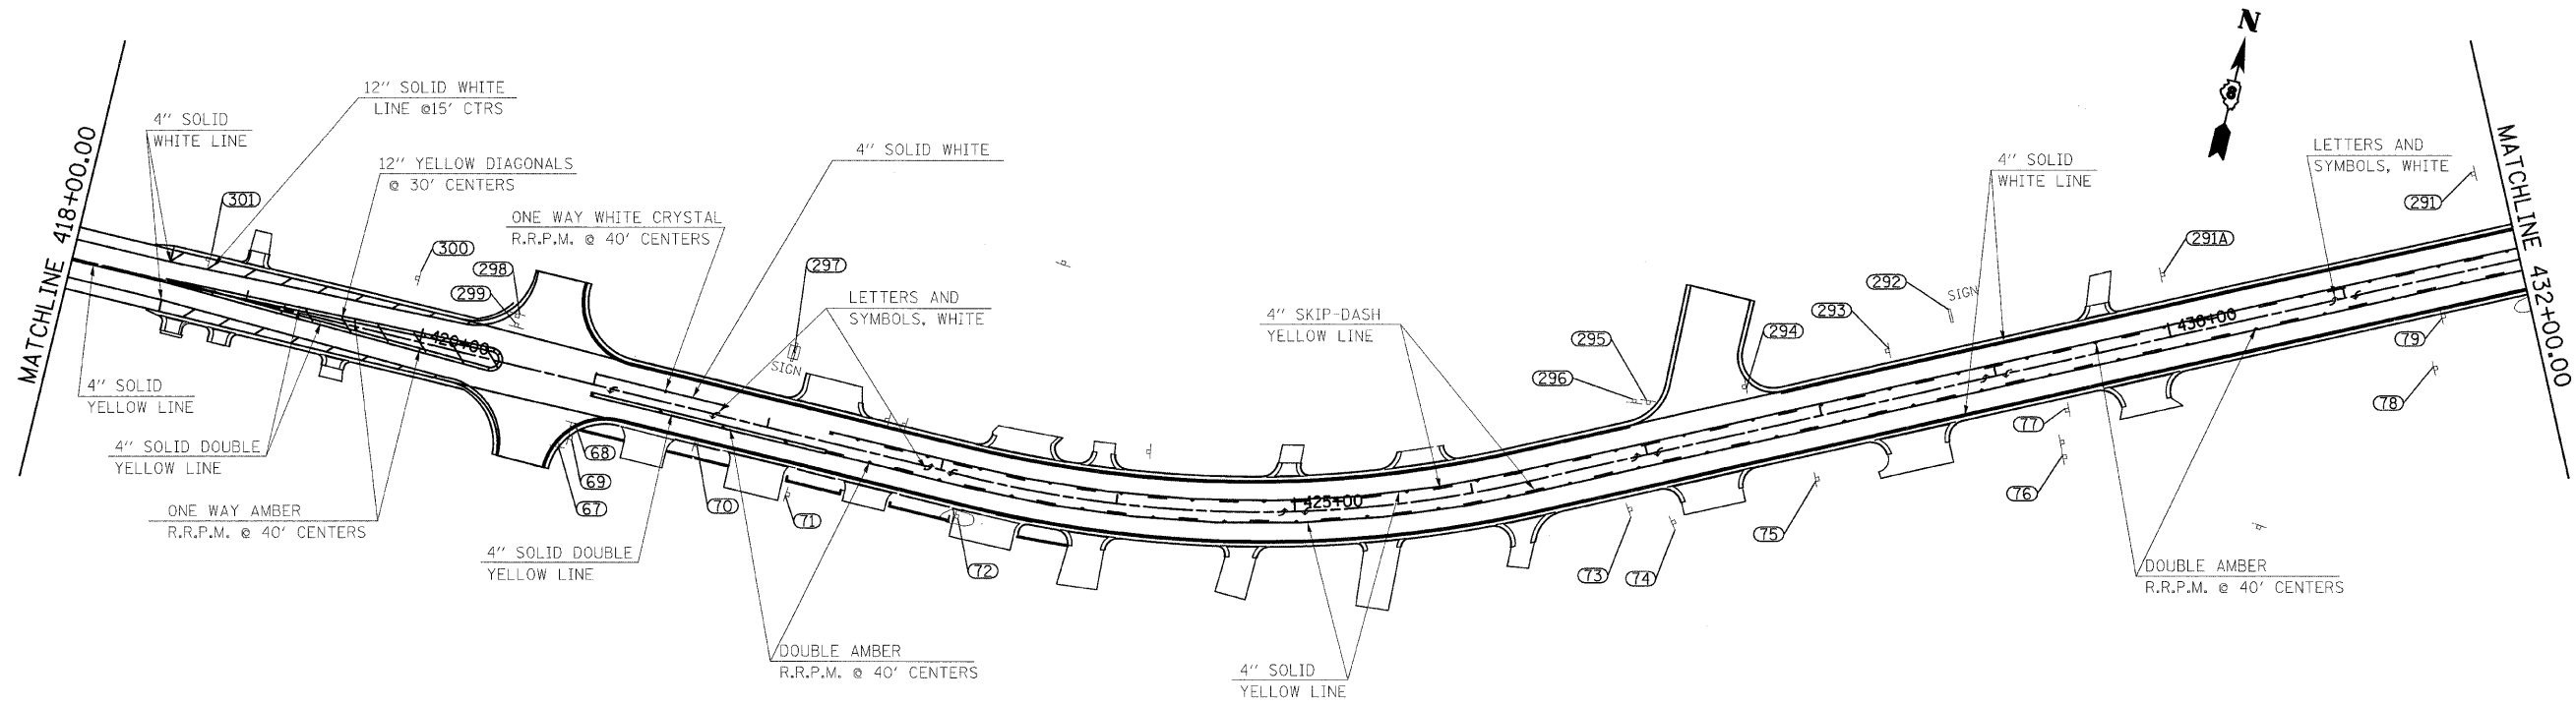 N
8
MATCHLINE 418+00.00
MATCHLINE 432+00.00
12" SOLID WHITE
LINE @15' CTRS
4" SOLID
WHITE LINE
12" YELLOW DIAGONALS
@ 30' CENTERS
4" SOLID WHITE
ONE WAY WHITE CRYSTAL
R.R.P.M. @ 40' CENTERS
LETTERS AND
SYMBOLS, WHITE
4" SKIP-DASH
YELLOW LINE
4" SOLID
WHITE LINE
LETTERS AND
SYMBOLS, WHITE
301
300
298
299
297
SIGN
296
295
294
293
292
SIGN
291A
291
420+00
425+00
430+00
4" SOLID
YELLOW LINE
4" SOLID DOUBLE
YELLOW LINE
ONE WAY AMBER
R.R.P.M. @ 40' CENTERS
4" SOLID DOUBLE
YELLOW LINE
DOUBLE AMBER
R.R.P.M. @ 40' CENTERS
4" SOLID
YELLOW LINE
DOUBLE AMBER
R.R.P.M. @ 40' CENTERS
68
69
67
70
71
72
73
74
75
76
77
78
79